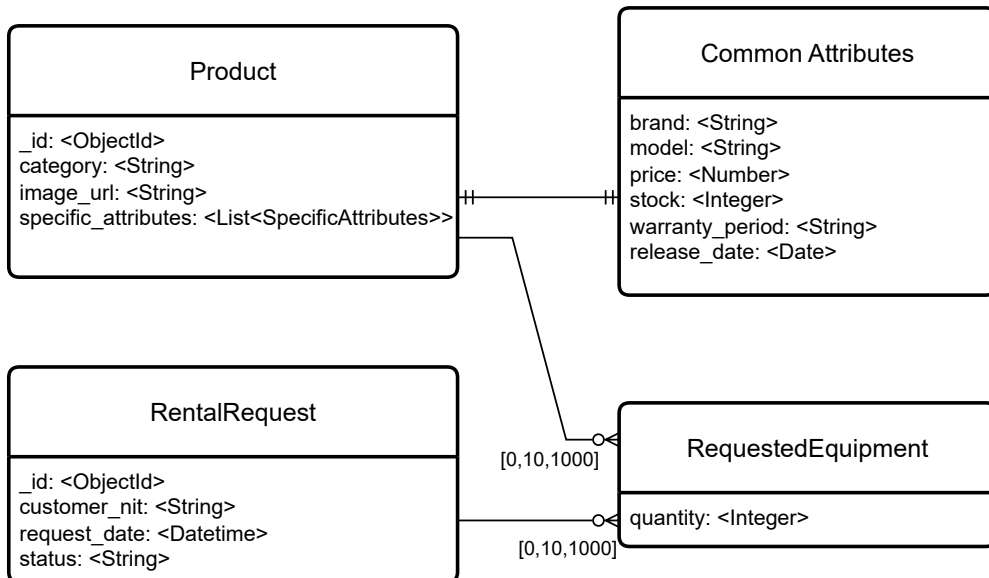 Product
_id: <ObjectId>
category: <String>
image_url: <String>
specific_attributes: <List<SpecificAttributes>>
Common Attributes
brand: <String>
model: <String>
price: <Number>
stock: <Integer>
warranty_period: <String>
release_date: <Date>
RentalRequest
_id: <ObjectId>
customer_nit: <String>
request_date: <Datetime>
status: <String>
[0,10,1000]
[0,10,1000]
RequestedEquipment
quantity: <Integer>